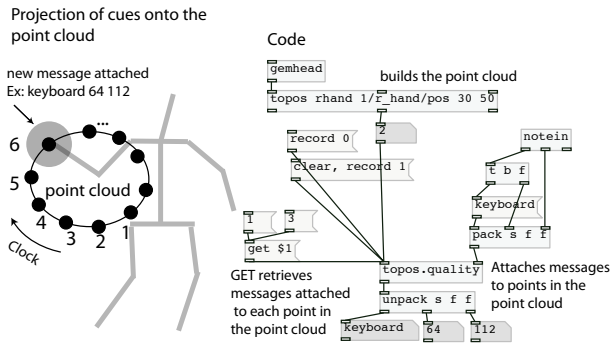 Projection of cues onto the
point cloud
new message attached
Ex: keyboard 64 112
...
6
5
point cloud
4
3
2
1
Clock
Code
gemhead
builds the point cloud
topos rhand 1/r_hand/pos 30 50
2
record 0
clear, record 1
notein
t b f
keyboard
pack s f f
1
3
get $1
topos.quality
GET retrieves
messages attached
to each point in
the point cloud
Attaches messages
to points in the
point cloud
unpack s f f
keyboard
64
112